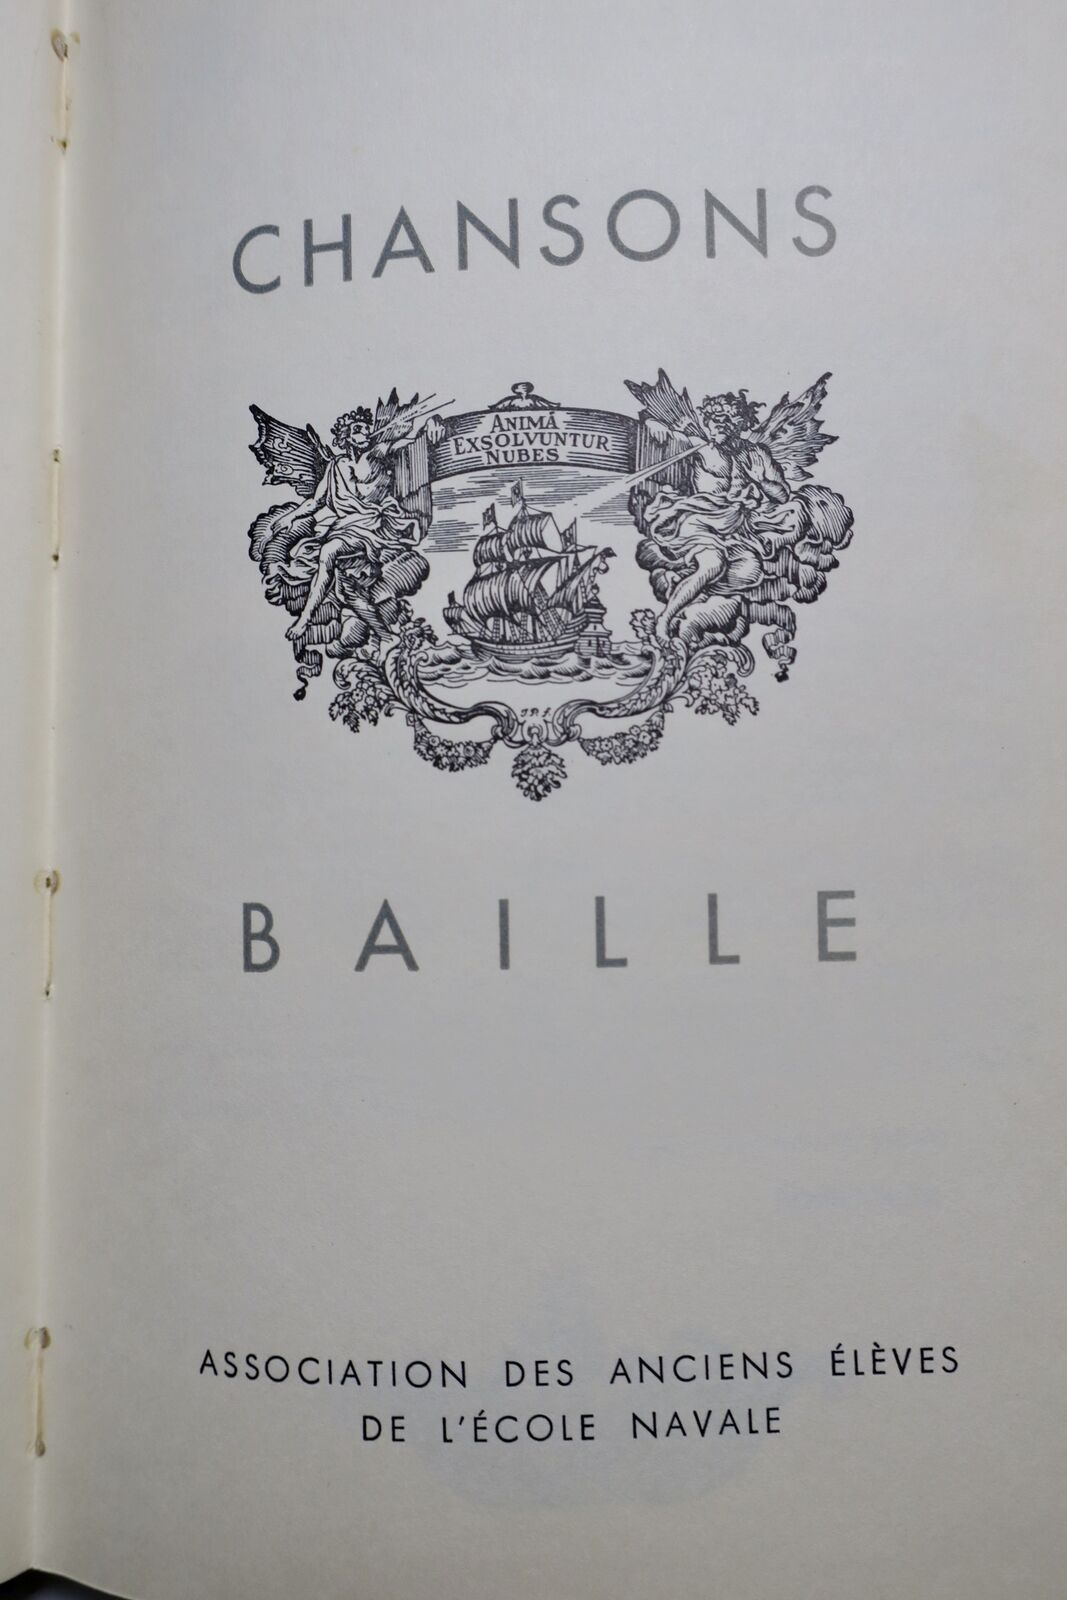 CHANSONS
ANIMÂ
EXSOLVUNTUR
NUBES
BAILLE
ASSOCIATION DES ANCIENS ÉLÈVES
DE L'ÉCOLE NAVALE